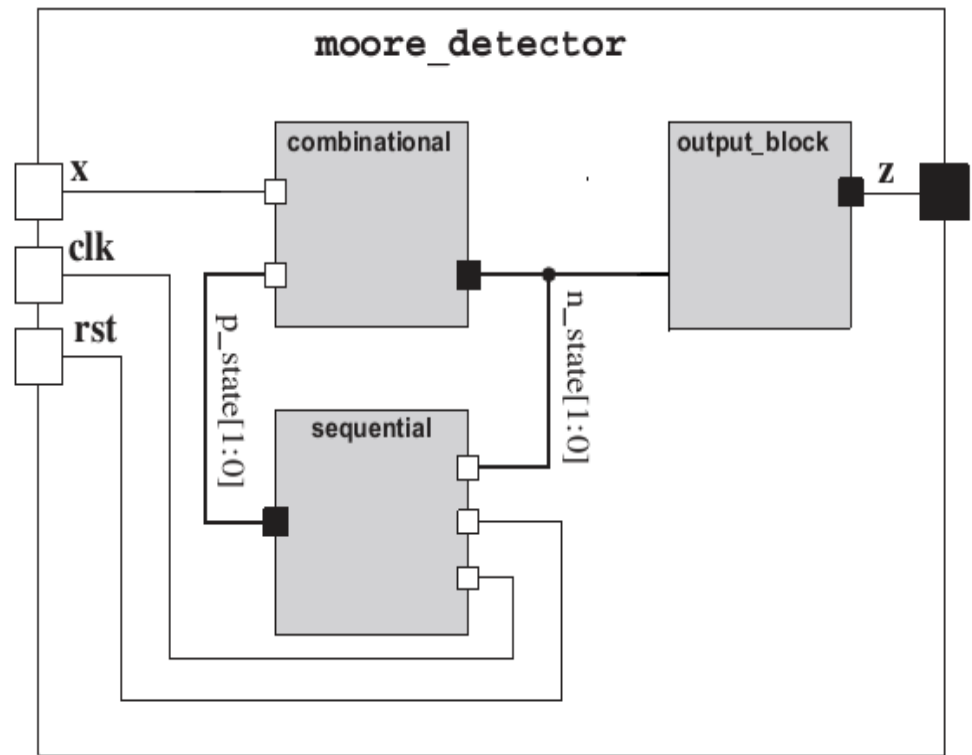 moore_detector
combinational
output_block
x
z
clk
rst
p_state[1:0]
n_state[1:0]
sequential